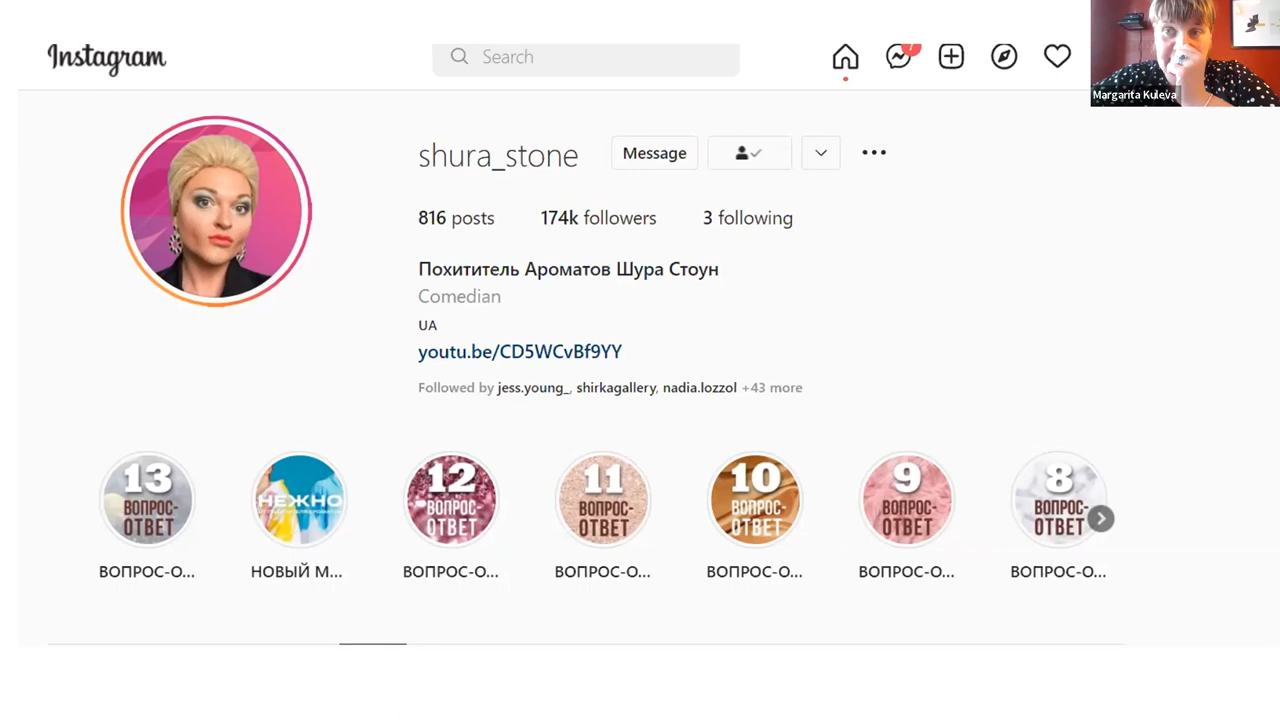 Instagram
Search
7
Margarita Kuleva
shura_stone
Message
816 posts
174k followers
3 following
Похититель Ароматов Шура Стоун
Comedian
UA
youtu.be/CD5WCvBf9YY
Followed by jess.young_, shirkagallery, nadia.lozzol +43 more
13
ВОПРОС-
ОТВЕТ
НЕЖНО
12
ВОПРОС-
ОТВЕТ
11
ВОПРОС-
ОТВЕТ
10
ВОПРОС-
ОТВЕТ
9
ВОПРОС-
ОТВЕТ
8
ВОПРОС-
ОТВЕТ
ВОПРОС-О...
НОВЫЙ М...
ВОПРОС-О...
ВОПРОС-О...
ВОПРОС-О...
ВОПРОС-О...
ВОПРОС-О...